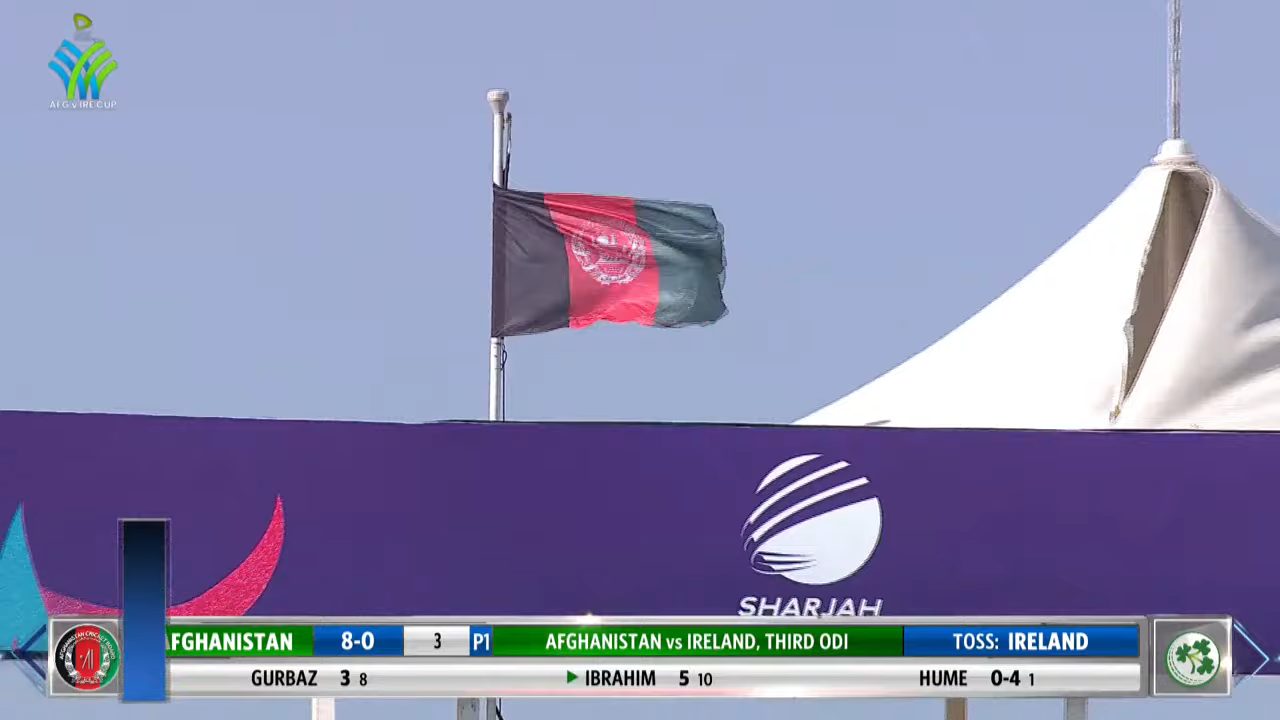 AFG v IRE CUP
SHARJAH
AFGHANISTAN 8-0 3 P1 AFGHANISTAN vs IRELAND, THIRD ODI TOSS: IRELAND
GURBAZ 3 8 IBRAHIM 5 10 HUME 0-4 1